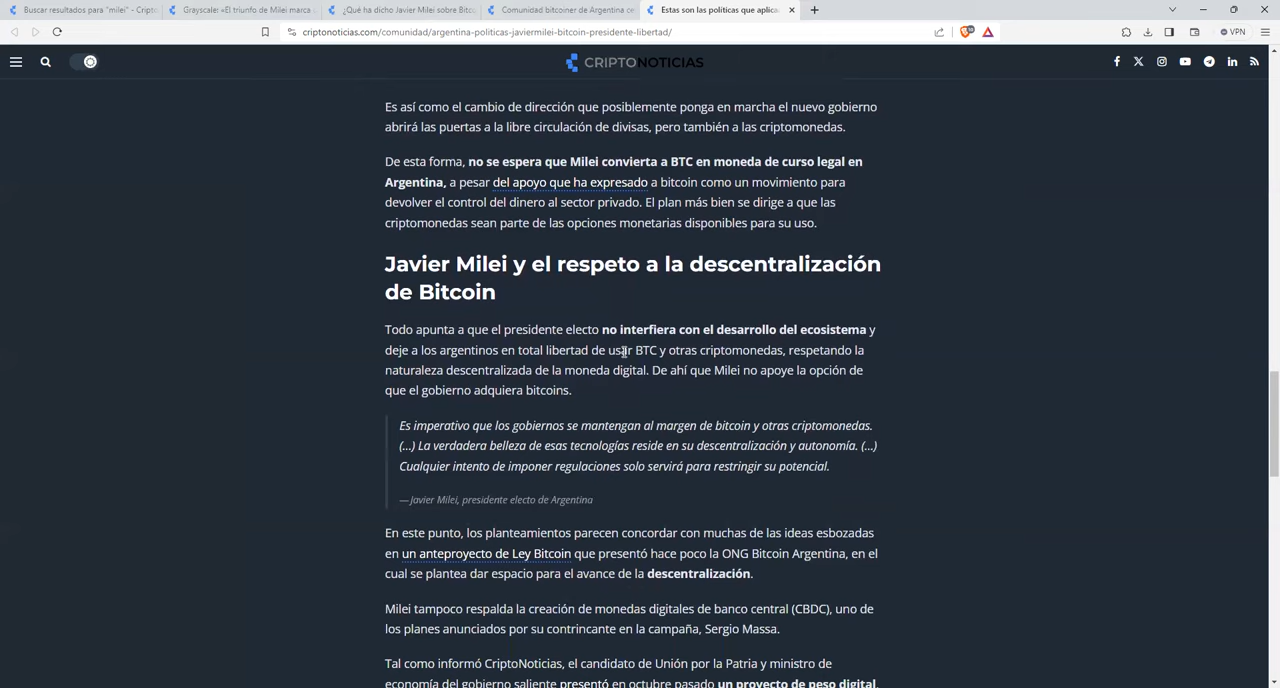 Buscar resultados para "milei" - Cripto
Grayscale: «El triunfo de Milei marca u
¿Qué ha dicho Javier Milei sobre Bitco
Comunidad bitcoiner de Argentina ce
Estas son las políticas que aplica
criptonoticias.com/comunidad/argentina-politicas-javiermilei-bitcoin-presidente-libertad/
VPN
CRIPTONOTICIAS
Es así como el cambio de dirección que posiblemente ponga en marcha el nuevo gobierno
abrirá las puertas a la libre circulación de divisas, pero también a las criptomonedas.
De esta forma, no se espera que Milei convierta a BTC en moneda de curso legal en
Argentina, a pesar del apoyo que ha expresado a bitcoin como un movimiento para
devolver el control del dinero al sector privado. El plan más bien se dirige a que las
criptomonedas sean parte de las opciones monetarias disponibles para su uso.
Javier Milei y el respeto a la descentralización
de Bitcoin
Todo apunta a que el presidente electo no interfiera con el desarrollo del ecosistema y
deje a los argentinos en total libertad de usar BTC y otras criptomonedas, respetando la
naturaleza descentralizada de la moneda digital. De ahí que Milei no apoye la opción de
que el gobierno adquiera bitcoins.
Es imperativo que los gobiernos se mantengan al margen de bitcoin y otras criptomonedas.
(...) La verdadera belleza de esas tecnologías reside en su descentralización y autonomía. (...)
Cualquier intento de imponer regulaciones solo servirá para restringir su potencial.
— Javier Milei, presidente electo de Argentina
En este punto, los planteamientos parecen concordar con muchas de las ideas esbozadas
en un anteproyecto de Ley Bitcoin que presentó hace poco la ONG Bitcoin Argentina, en el
cual se plantea dar espacio para el avance de la descentralización.
Milei tampoco respalda la creación de monedas digitales de banco central (CBDC), uno de
los planes anunciados por su contrincante en la campaña, Sergio Massa.
Tal como informó CriptoNoticias, el candidato de Unión por la Patria y ministro de
economía del gobierno saliente presentó en octubre pasado un proyecto de peso digital,